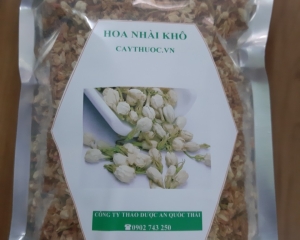 HOA NHÀI KHÔ
CAYTHUOC.VN
CÔNG TY THẢO DƯỢC AN QUỐC THÁI
☎0902 743 250